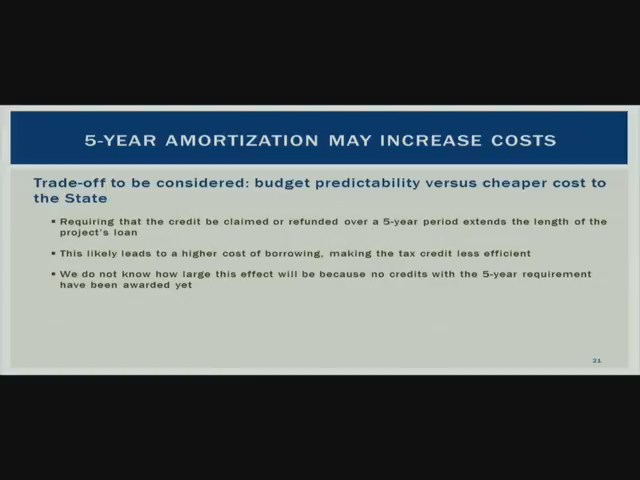 5-YEAR AMORTIZATION MAY INCREASE COSTS
Trade-off to be considered: budget predictability versus cheaper cost to
the State
▪ Requiring that the credit be claimed or refunded over a 5-year period extends the length of the
project's loan
▪ This likely leads to a higher cost of borrowing, making the tax credit less efficient
▪ We do not know how large this effect will be because no credits with the 5-year requirement
have been awarded yet
21